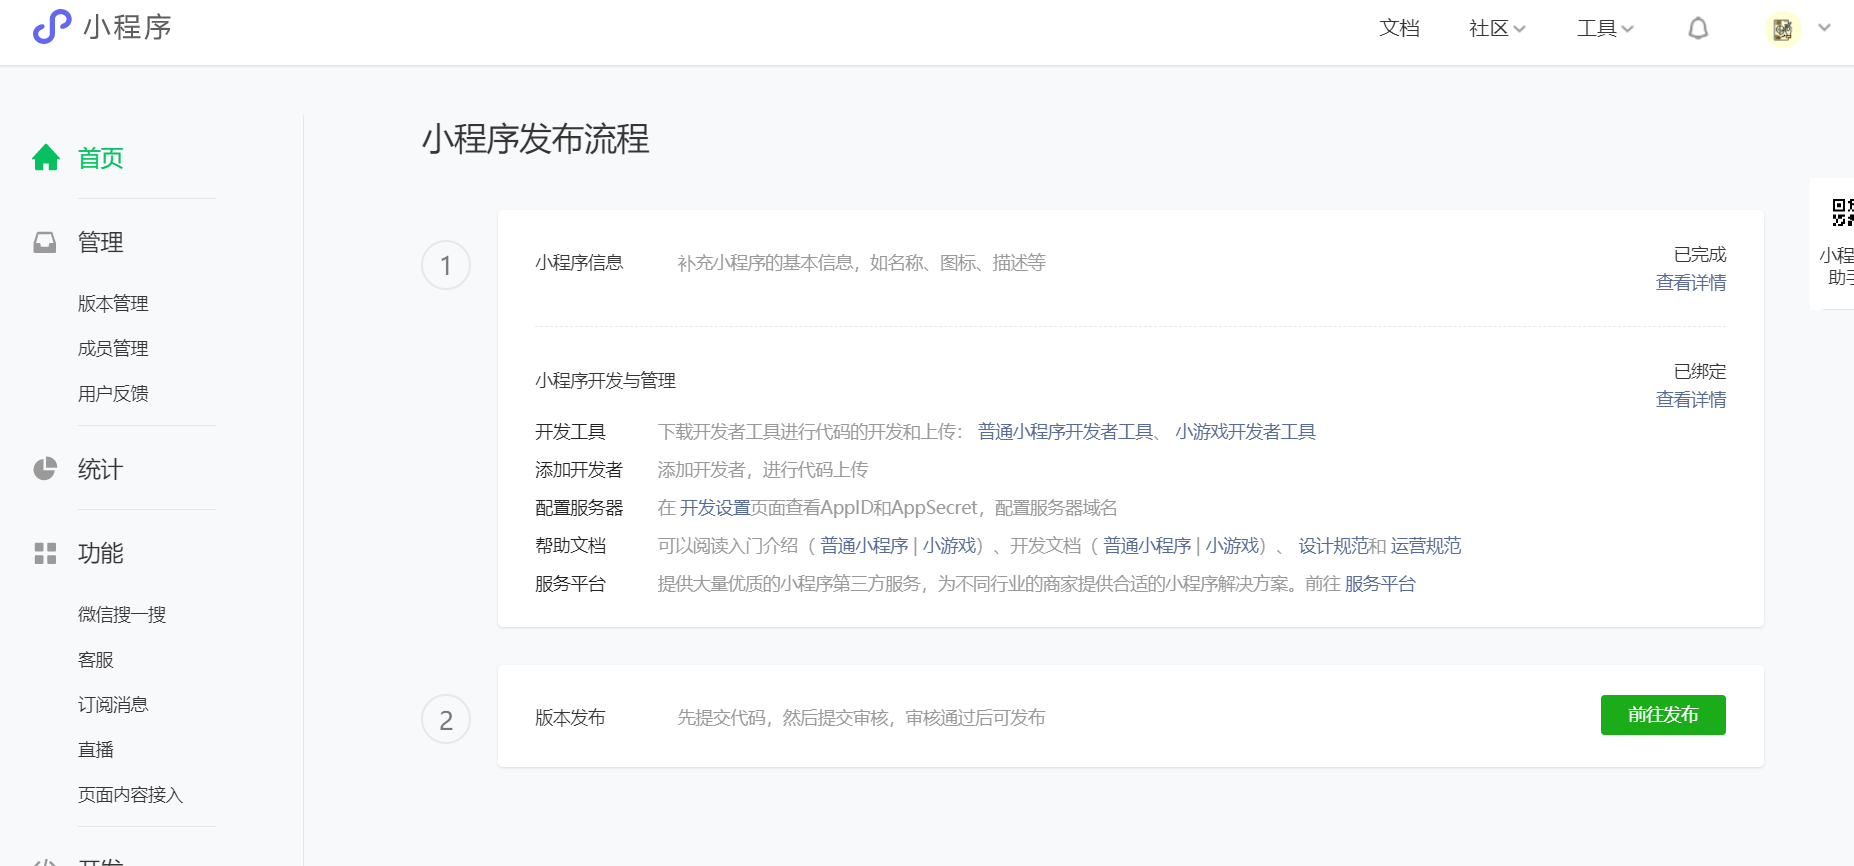 小程序
文档
社区
工具
首页
管理
版本管理
成员管理
用户反馈
统计
功能
微信搜一搜
客服
订阅消息
直播
页面内容接入
开发
小程序发布流程
1
小程序信息
补充小程序的基本信息，如名称、图标、描述等
已完成
查看详情
小程序开发与管理
已绑定
查看详情
开发工具 下载开发者工具进行代码的开发和上传： 普通小程序开发者工具、 小游戏开发者工具
添加开发者 添加开发者，进行代码上传
配置服务器 在 开发设置页面查看AppID和AppSecret，配置服务器域名
帮助文档 可以阅读入门介绍（ 普通小程序 | 小游戏）、开发文档（ 普通小程序 | 小游戏）、 设计规范和 运营规范
服务平台 提供大量优质的小程序第三方服务，为不同行业的商家提供合适的小程序解决方案。前往 服务平台
2
版本发布
先提交代码，然后提交审核，审核通过后可发布
前往发布
小程
助手